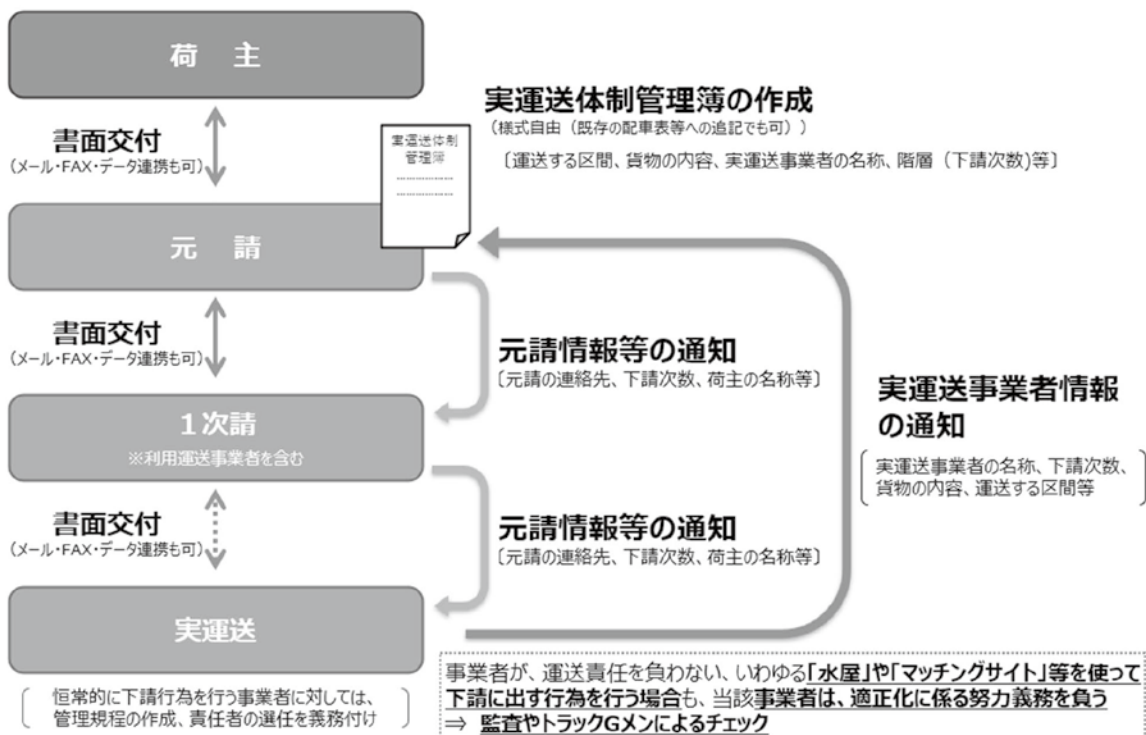 荷 主
書面交付
（メール・FAX・データ連携も可）
実運送体制
管理簿
実運送体制管理簿の作成
（様式自由（既存の配車表等への追記でも可））
〔運送する区間、貨物の内容、実運送事業者の名称、階層（下請次数)等〕
元 請
書面交付
（メール・FAX・データ連携も可）
元請情報等の通知
〔元請の連絡先、下請次数、荷主の名称等〕
実運送事業者情報
の通知
実運送事業者の名称、下請次数、
貨物の内容、運送する区間等
１次請
※利用運送事業者を含む
書面交付
（メール・FAX・データ連携も可）
元請情報等の通知
〔元請の連絡先、下請次数、荷主の名称等〕
実運送
恒常的に下請行為を行う事業者に対しては、
管理規程の作成、責任者の選任を義務付け
事業者が、運送責任を負わない、いわゆる「水屋」や「マッチングサイト」等を使って
下請に出す行為を行う場合も、当該事業者は、適正化に係る努力義務を負う
⇒ 監査やトラックGメンによるチェック